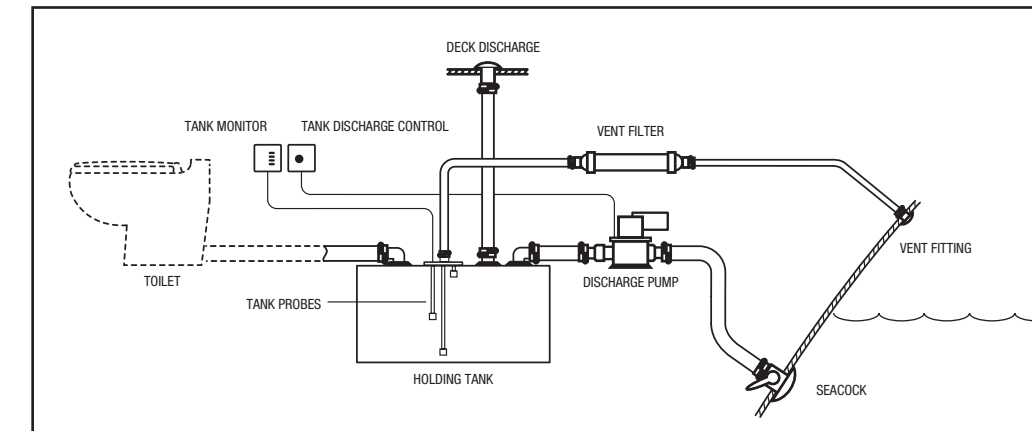 DECK DISCHARGE
TANK MONITOR
TANK DISCHARGE CONTROL
VENT FILTER
VENT FITTING
TOILET
DISCHARGE PUMP
TANK PROBES
HOLDING TANK
SEACOCK